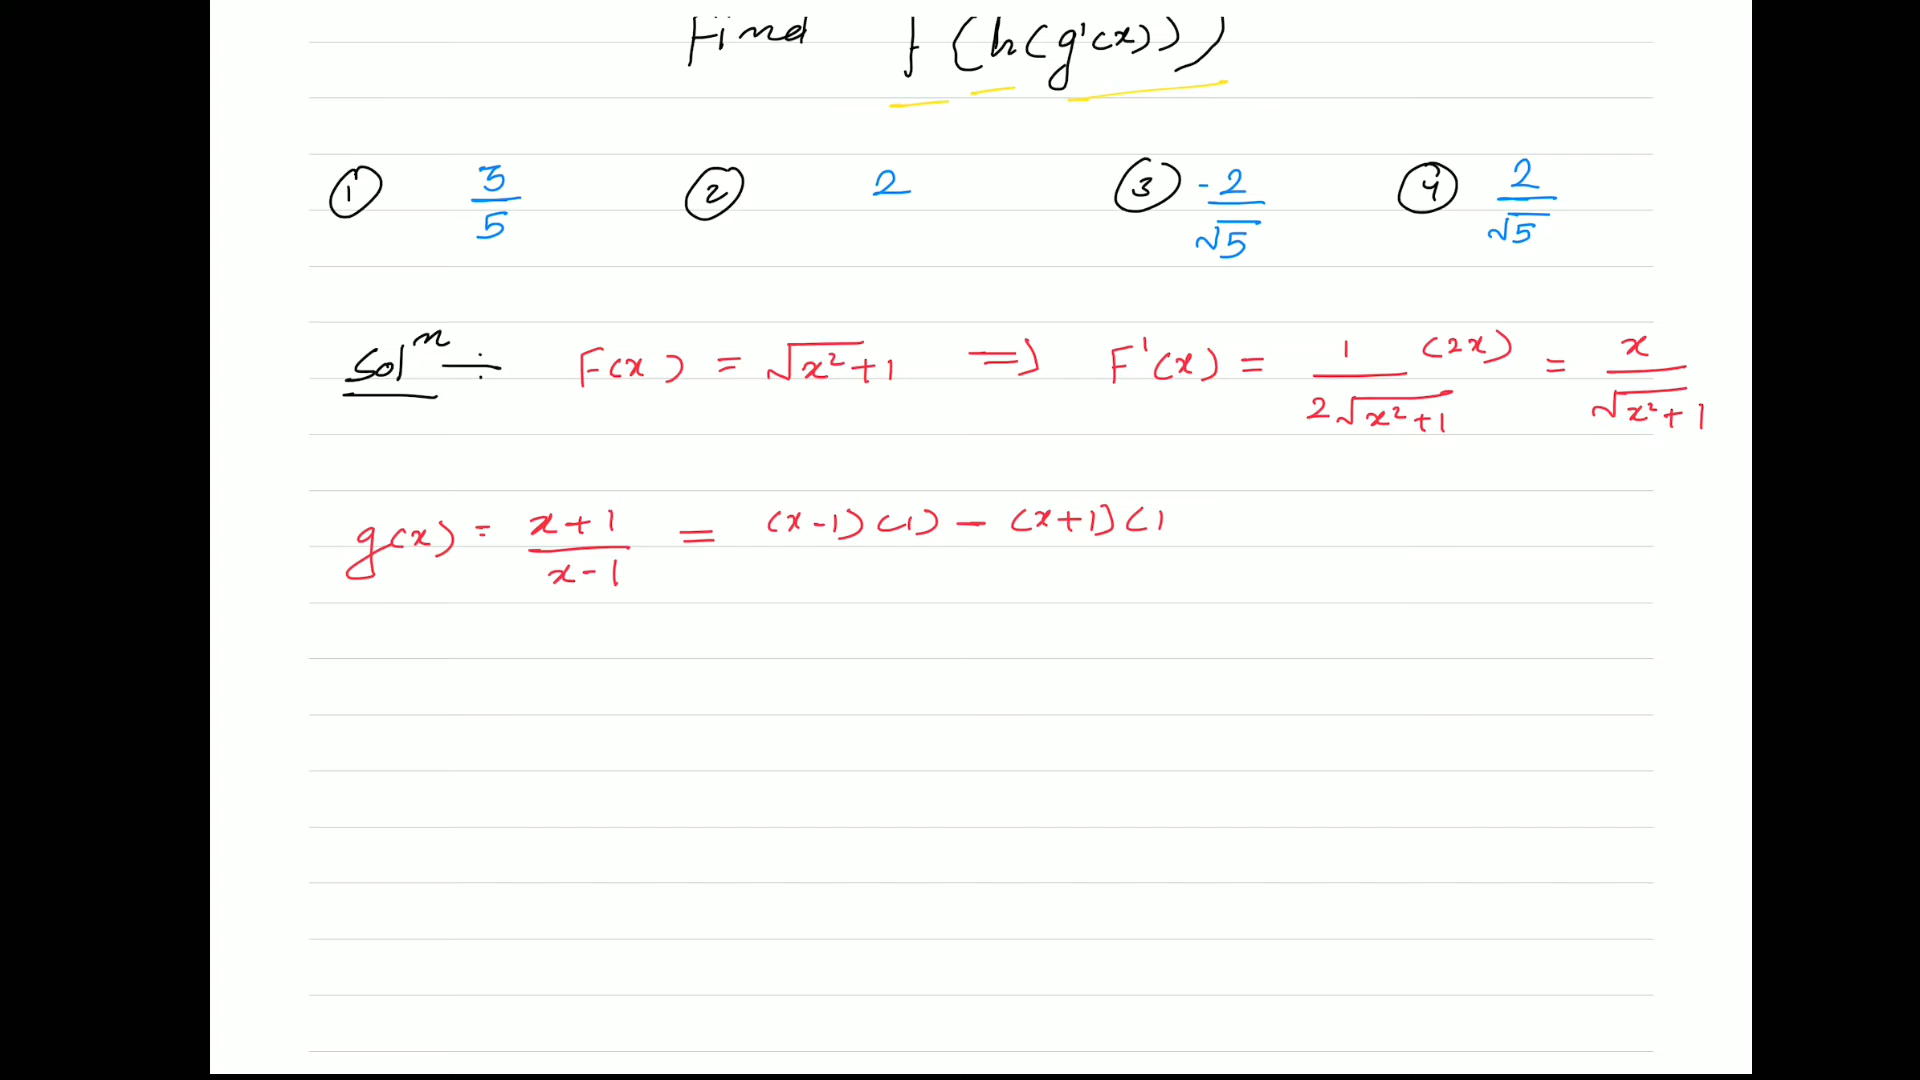 Find f(h(g'(x)))
① 3/5 ② 2 ③ -2/√5 ④ 2/√5
Solⁿ ÷ F(x) = √(x²+1) ⇒ F'(x) = 1/(2√(x²+1)) (2x) = x/√(x²+1)
g(x) = (x+1)/(x-1) = (x-1)(1) - (x+1)(1